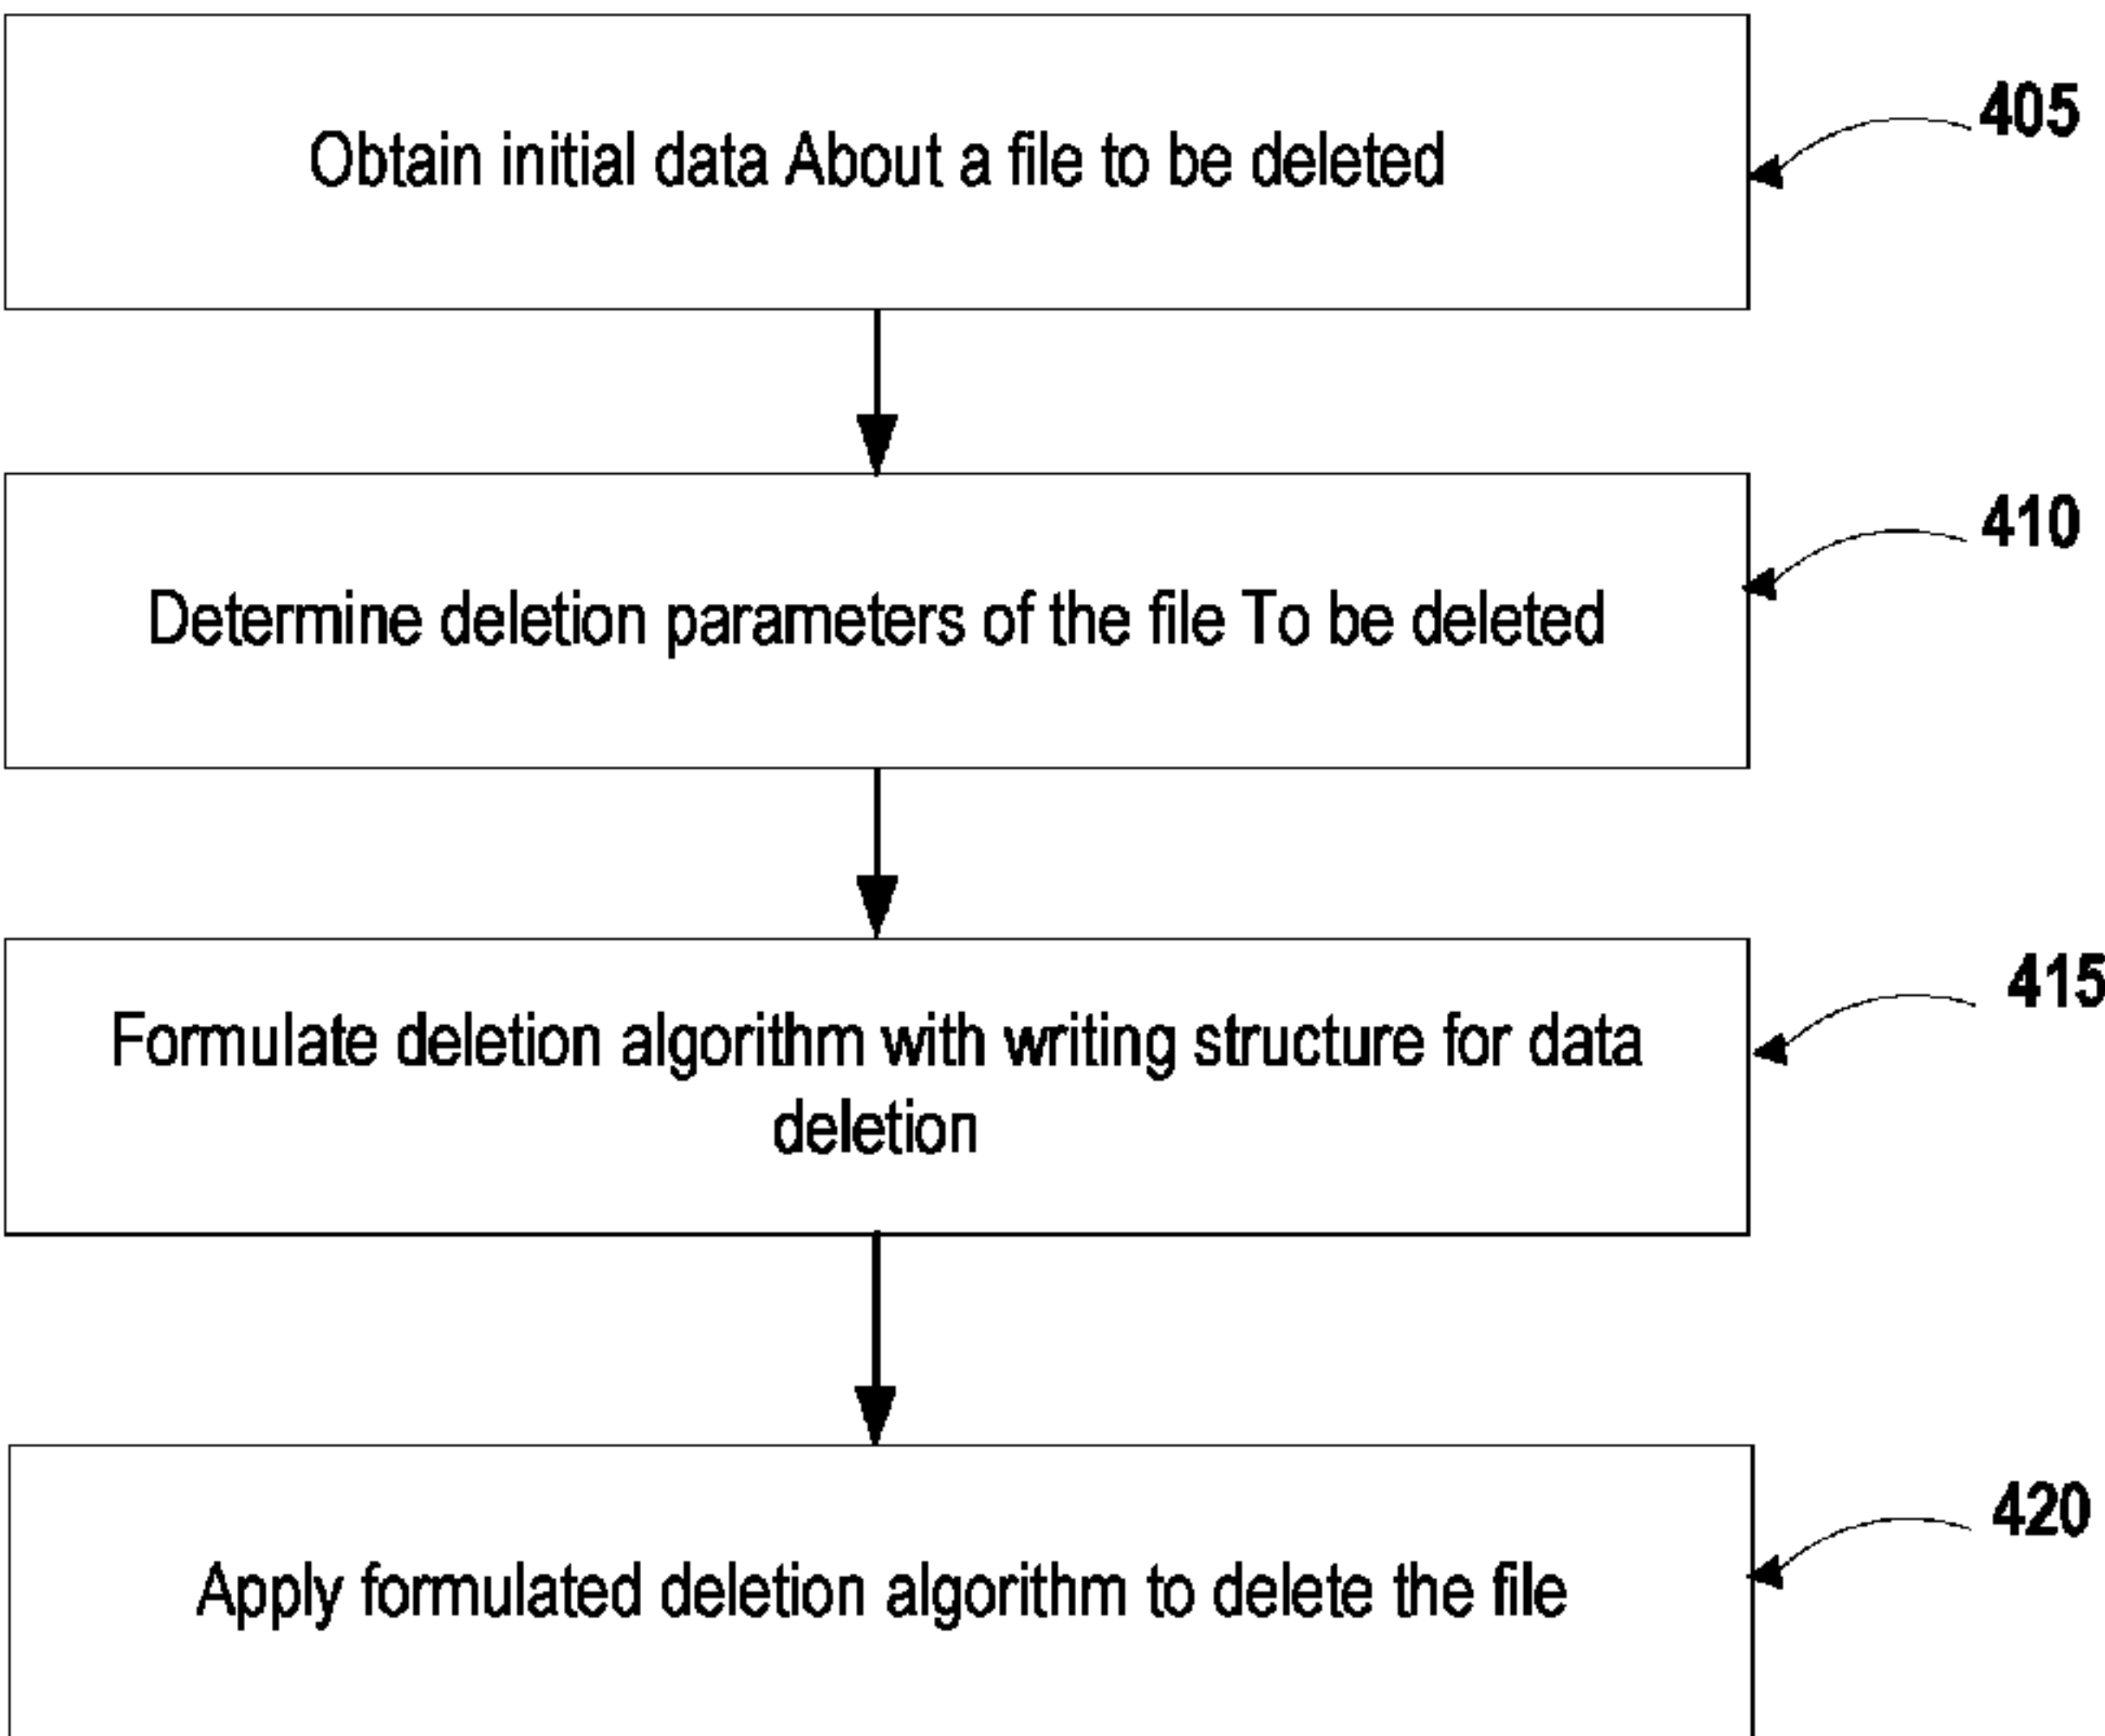 Obtain initial data About a file to be deleted
405
Determine deletion parameters of the file To be deleted
410
Formulate deletion algorithm with writing structure for data
deletion
415
Apply formulated deletion algorithm to delete the file
420